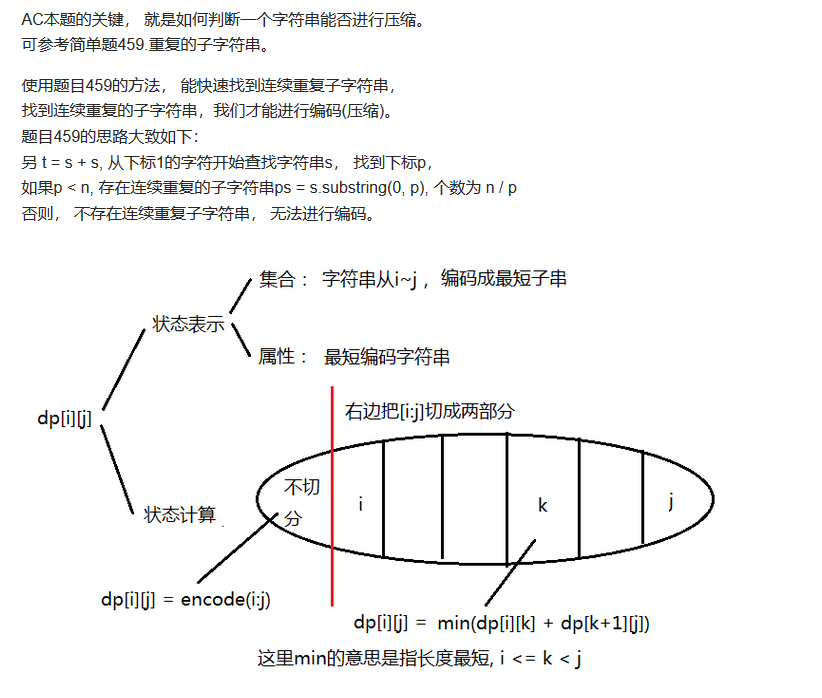 AC本题的关键， 就是如何判断一个字符串能否进行压缩。
可参考简单题459.重复的子字符串。
使用题目459的方法， 能快速找到连续重复子字符串，
找到连续重复的子字符串，我们才能进行编码(压缩)。
题目459的思路大致如下：
另 t = s + s, 从下标1的字符开始查找字符串s， 找到下标p，
如果p < n, 存在连续重复的子字符串ps = s.substring(0, p), 个数为 n / p
否则， 不存在连续重复子字符串， 无法进行编码。
集合： 字符串从i~j ，编码成最短子串
状态表示
属性： 最短编码字符串
右边把[i:j]切成两部分
dp[i][j]
不切
分
i
k
j
状态计算
dp[i][j] = encode(i:j)
dp[i][j] = min(dp[i][k] + dp[k+1][j])
这里min的意思是指长度最短, i <= k < j